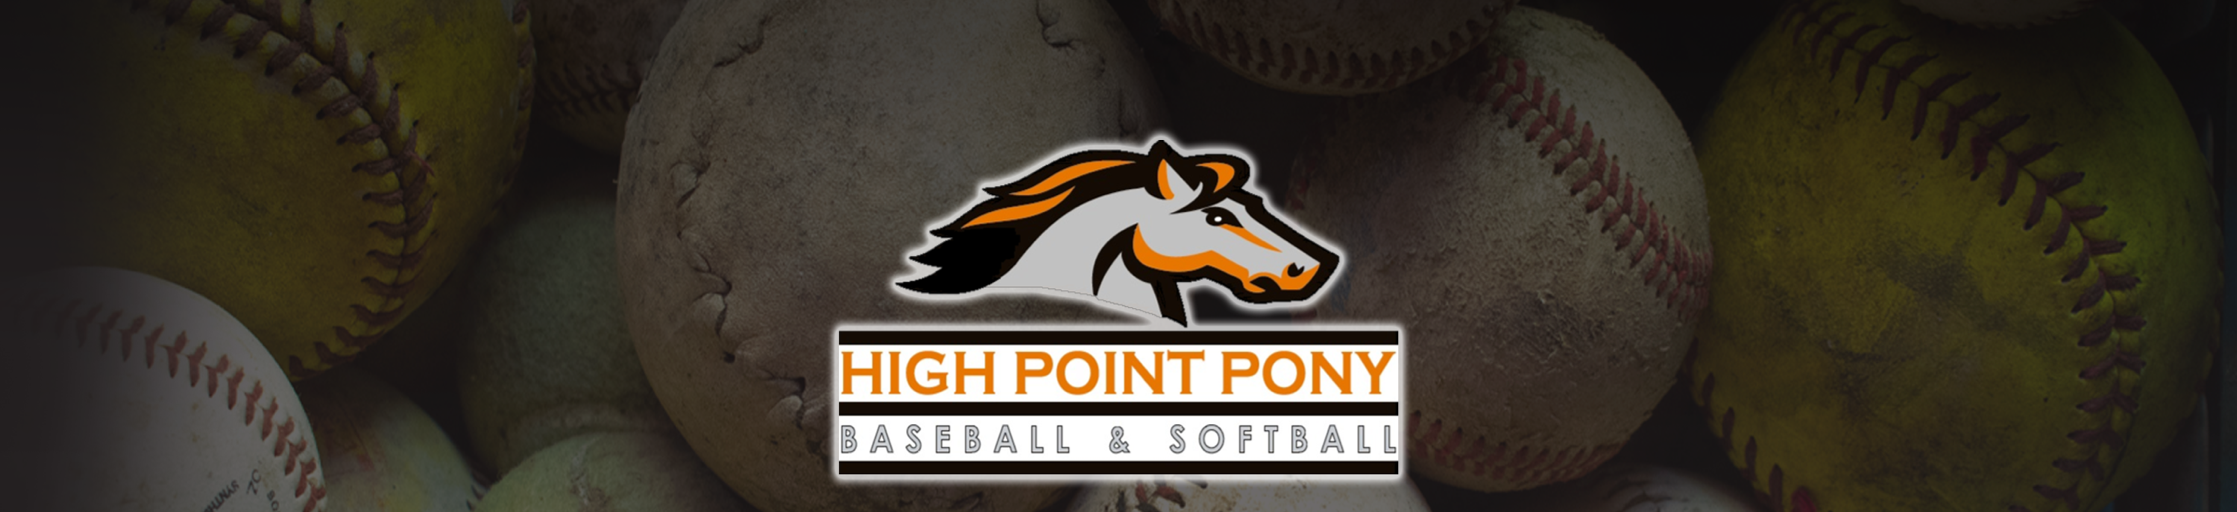 HIGH POINT PONY
BASEBALL & SOFTBALL